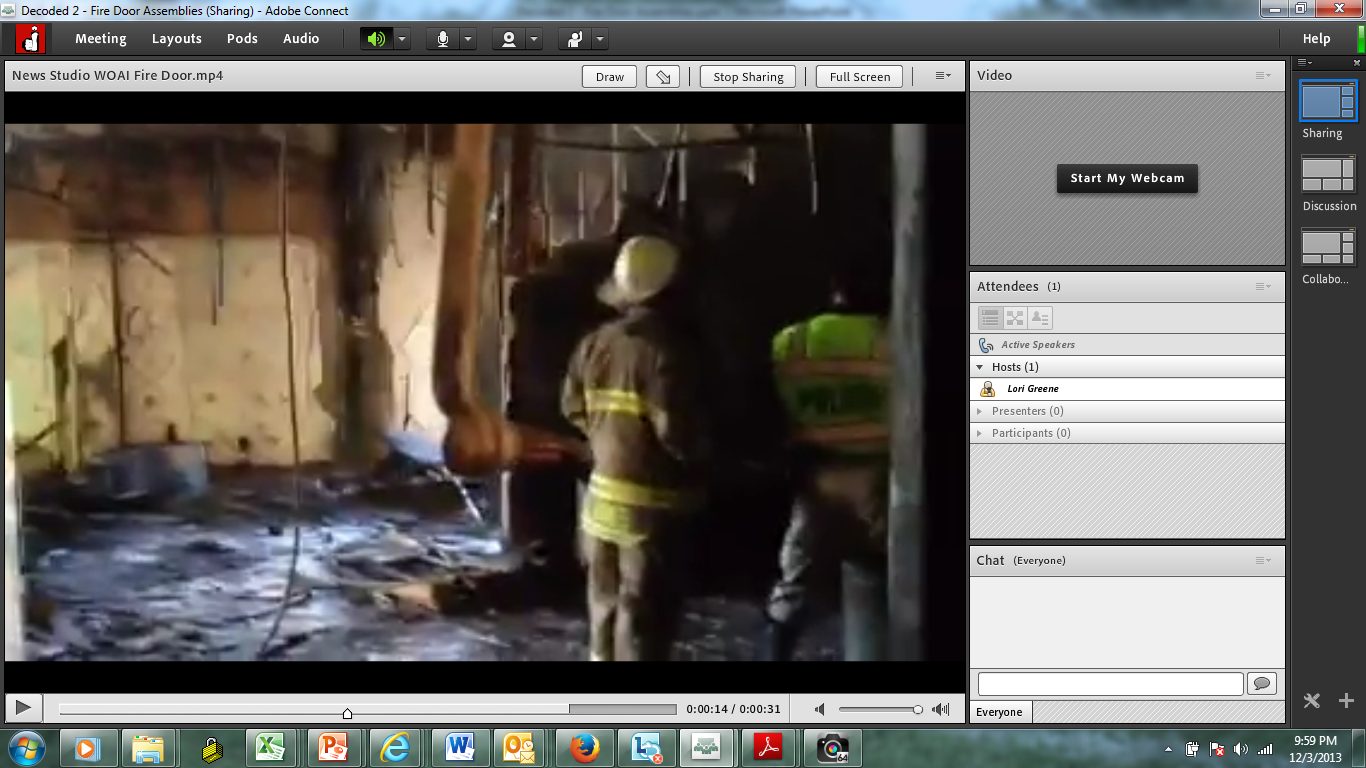 Decoded 2 - Fire Door Assemblies (Sharing) - Adobe Connect
Meeting Layouts Pods Audio Help
News Studio WOAI Fire Door.mp4 Draw Stop Sharing Full Screen
Video
Start My Webcam
Attendees (1)
Active Speakers
Hosts (1)
Lori Greene
Presenters (0)
Participants (0)
Chat (Everyone)
Everyone
Sharing
Discussion
Collabo...
0:00:14 / 0:00:31
64
9:59 PM
12/3/2013